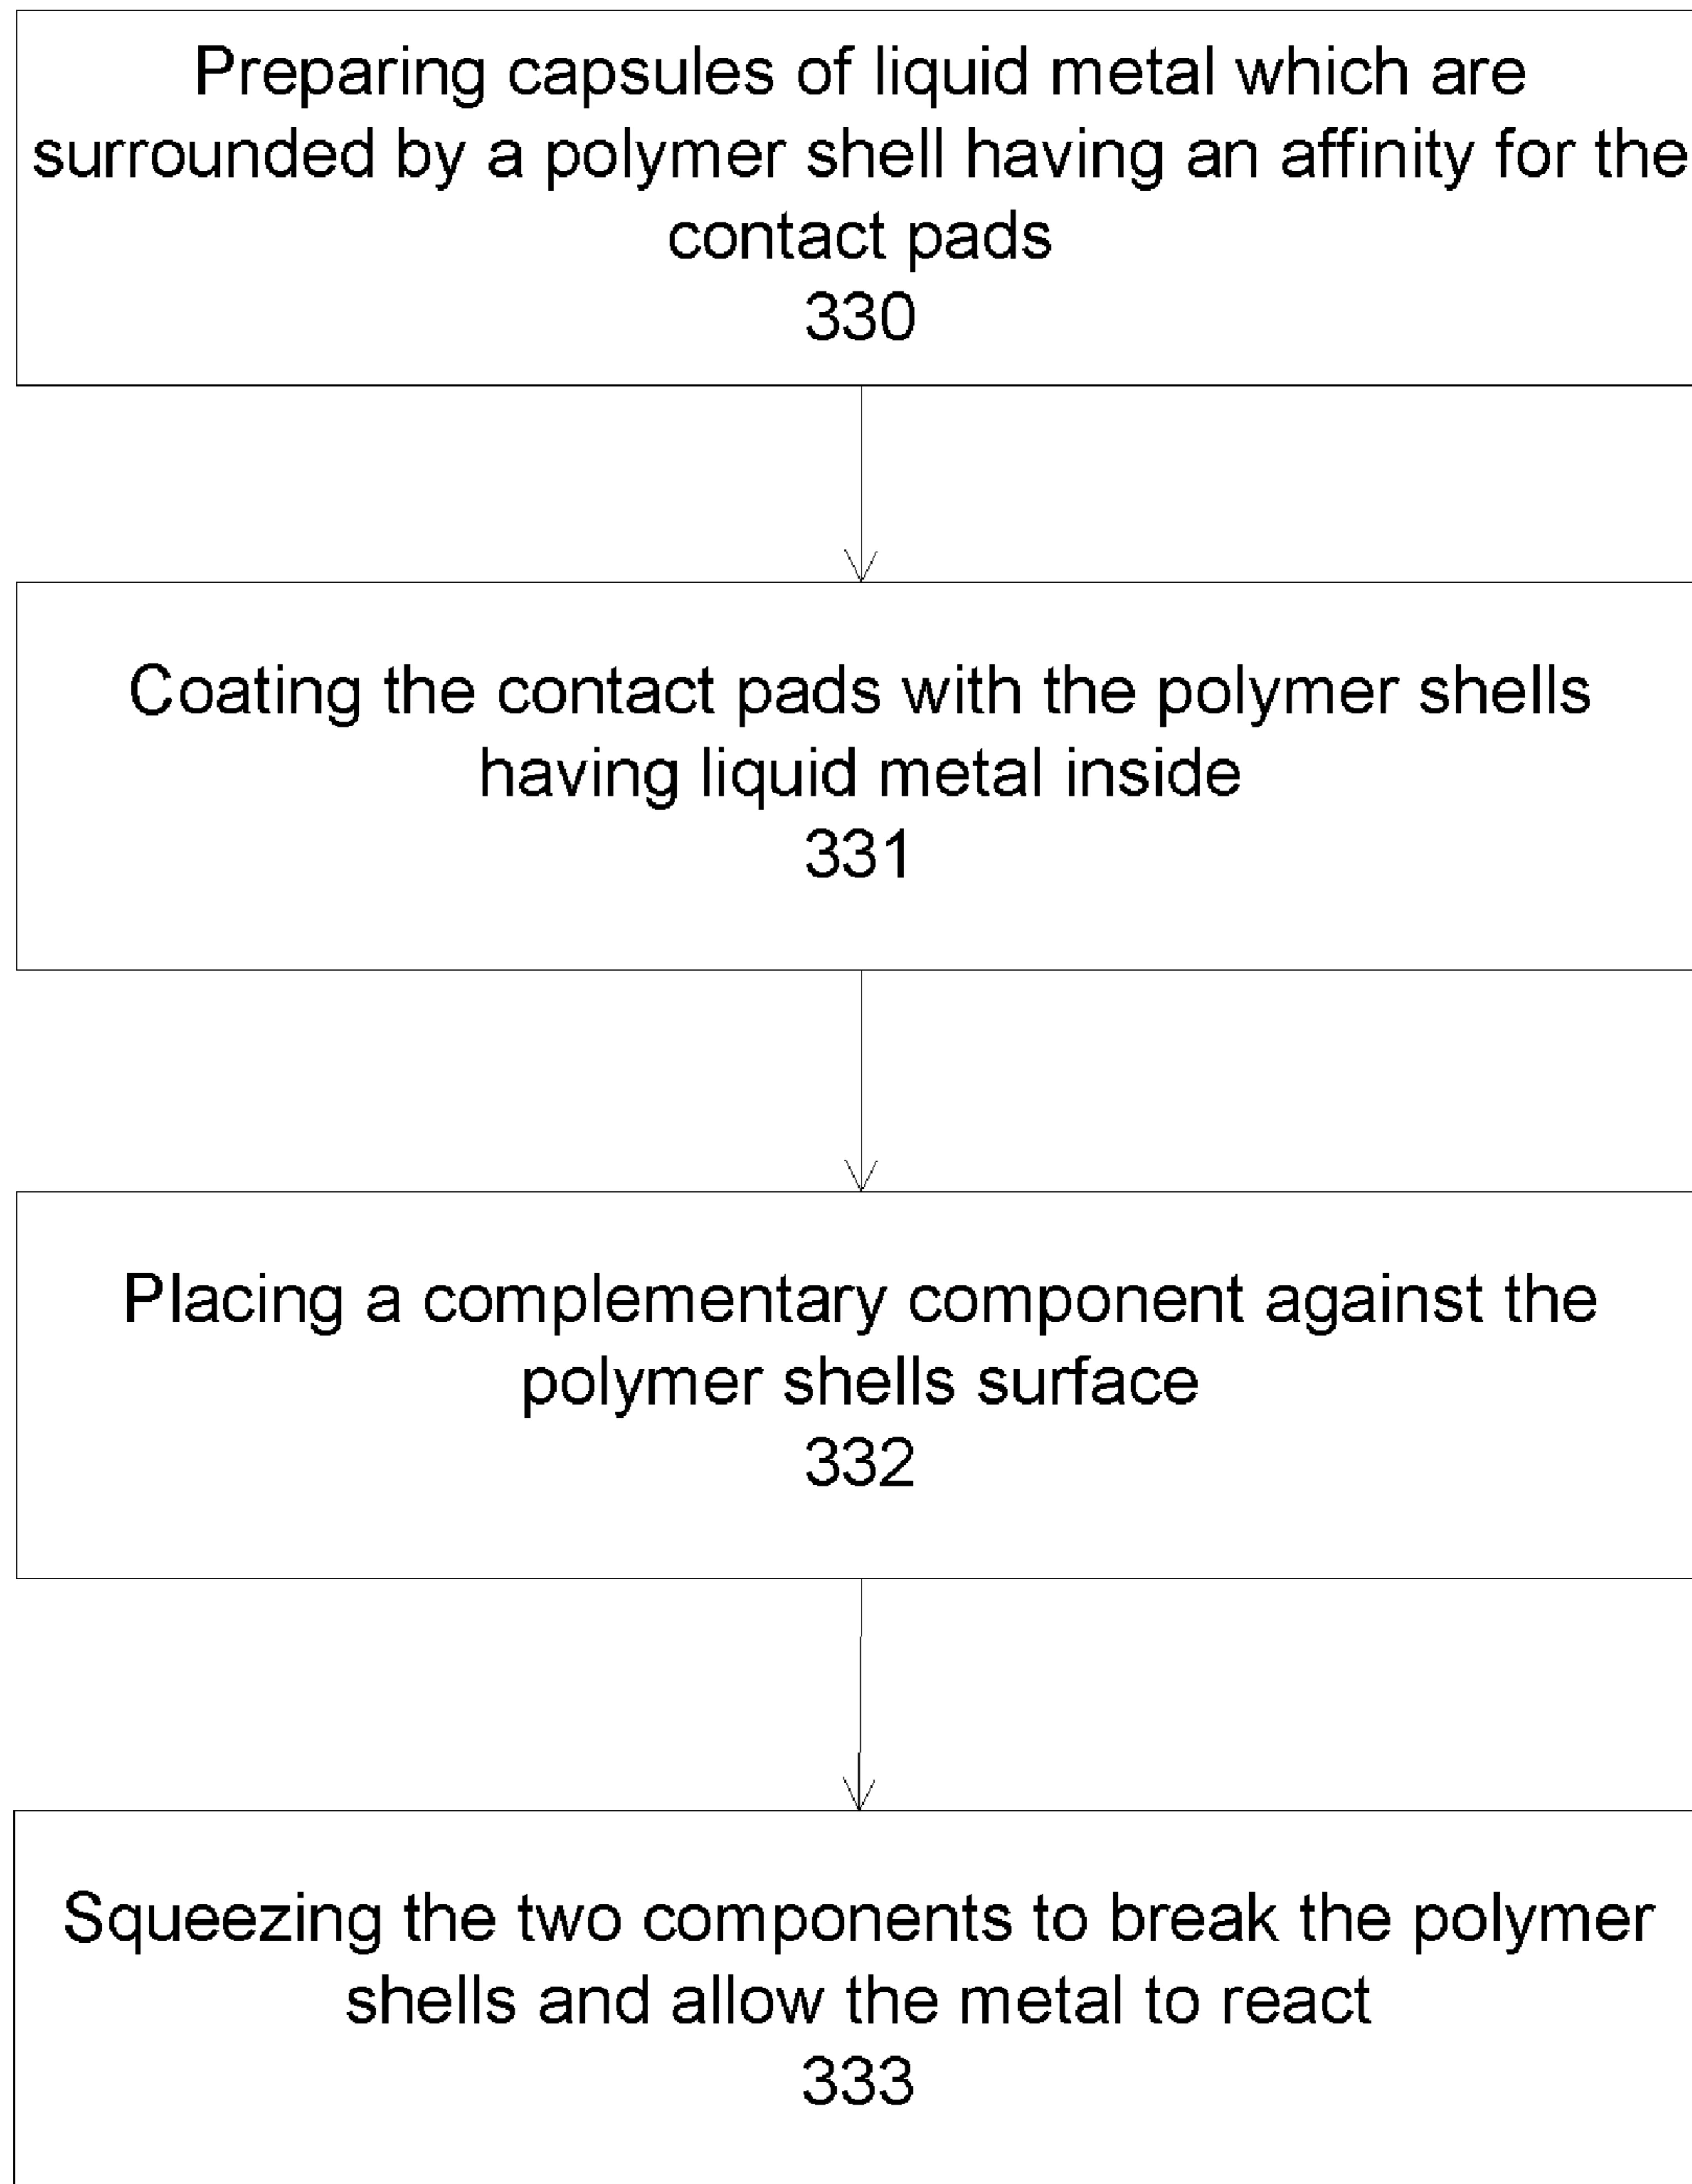 Preparing capsules of liquid metal which are
surrounded by a polymer shell having an affinity for the
contact pads
330
Coating the contact pads with the polymer shells
having liquid metal inside
331
Placing a complementary component against the
polymer shells surface
332
Squeezing the two components to break the polymer
shells and allow the metal to react
333